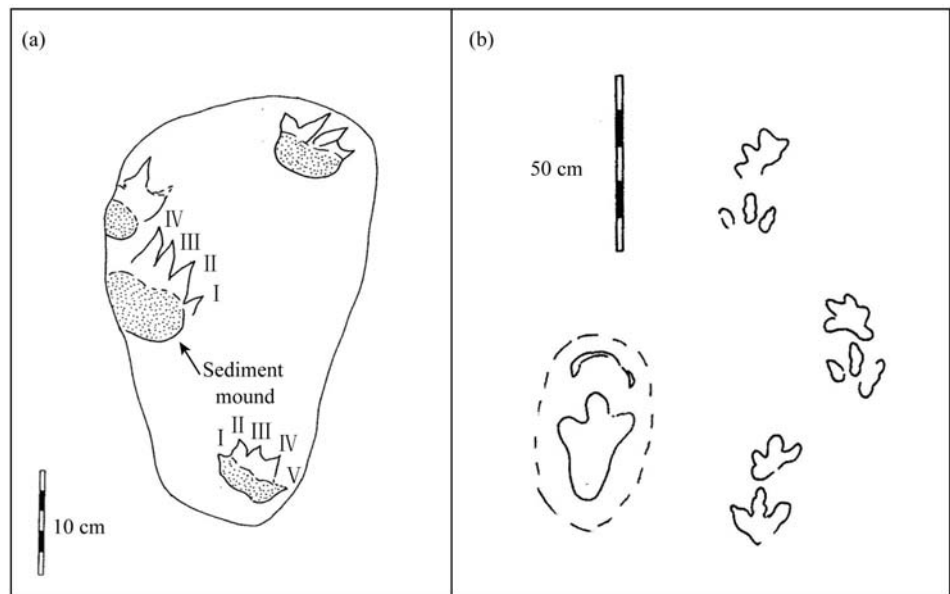 (a)
IV
III
II
I
Sediment
mound
II
III
I
IV
V
10 cm
(b)
50 cm